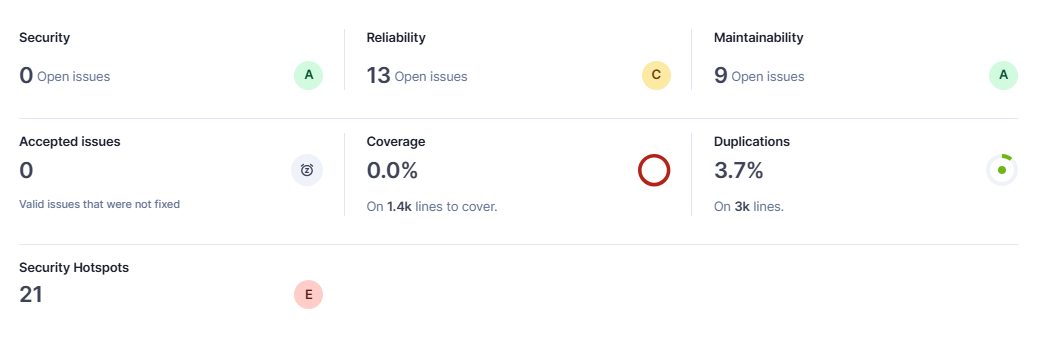 Security
0 Open issues
A
Reliability
13 Open issues
C
Maintainability
9 Open issues
A
Accepted issues
0
Valid issues that were not fixed
Coverage
0.0%
On 1.4k lines to cover.
Duplications
3.7%
On 3k lines.
Security Hotspots
21
E